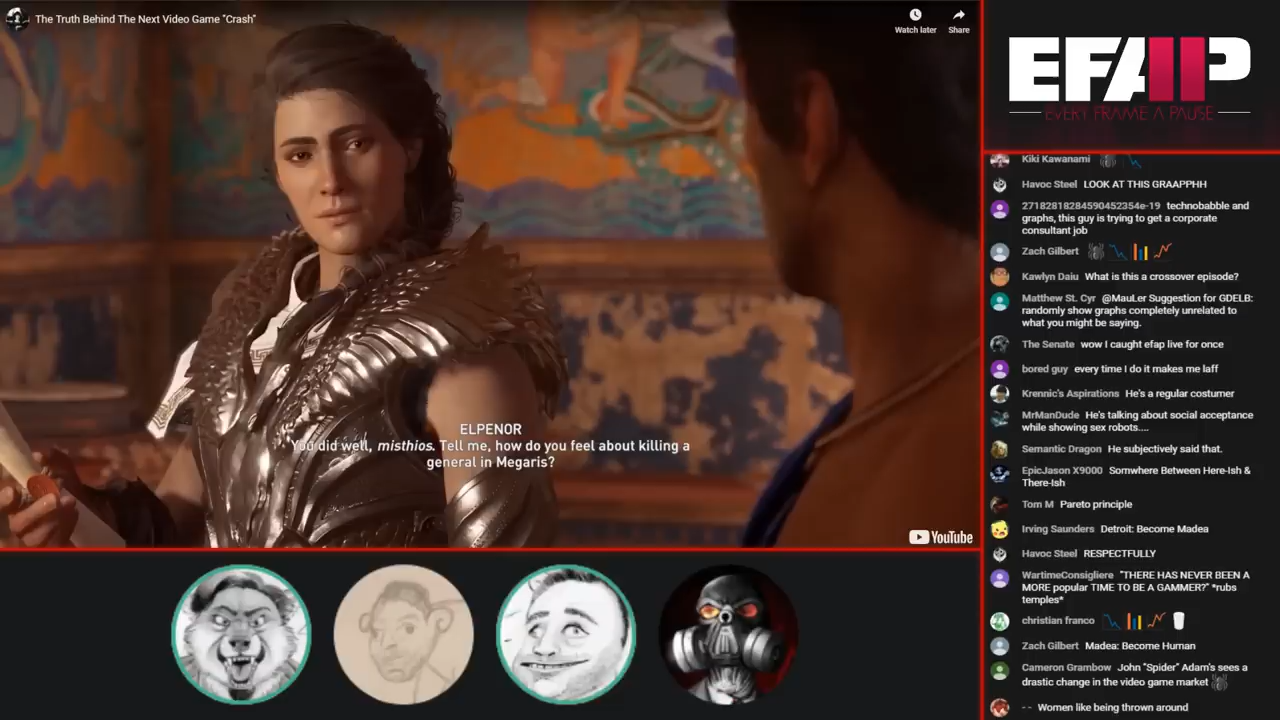 The Truth Behind The Next Video Game "Crash"
Watch later
Share
ELPENOR
You did well, misthios. Tell me, how do you feel about killing a
general in Megaris?
YouTube
EFAP
EVERY FRAME A PAUSE
Kiki Kawanami
Havoc Steel LOOK AT THIS GRAAPPHH
27182818284590452354e-19 technobabble and
graphs, this guy is trying to get a corporate
consultant job
Zach Gilbert
Kawlyn Daiu What is this a crossover episode?
Matthew St. Cyr @MauLer Suggestion for GDELB:
randomly show graphs completely unrelated to
what you might be saying.
The Senate wow I caught efap live for once
bored guy every time I do it makes me laff
Krennic's Aspirations He's a regular costumer
MrManDude He's talking about social acceptance
while showing sex robots....
Semantic Dragon He subjectively said that.
EpicJason X9000 Somwhere Between Here-Ish &
There-Ish
Tom M Pareto principle
Irving Saunders Detroit: Become Madea
Havoc Steel RESPECTFULLY
WartimeConsigliere "THERE HAS NEVER BEEN A
MORE popular TIME TO BE A GAMMER?" *rubs
temples*
christian franco
Zach Gilbert Madea: Become Human
Cameron Grambow John "Spider" Adam's sees a
drastic change in the video game market
- - Women like being thrown around